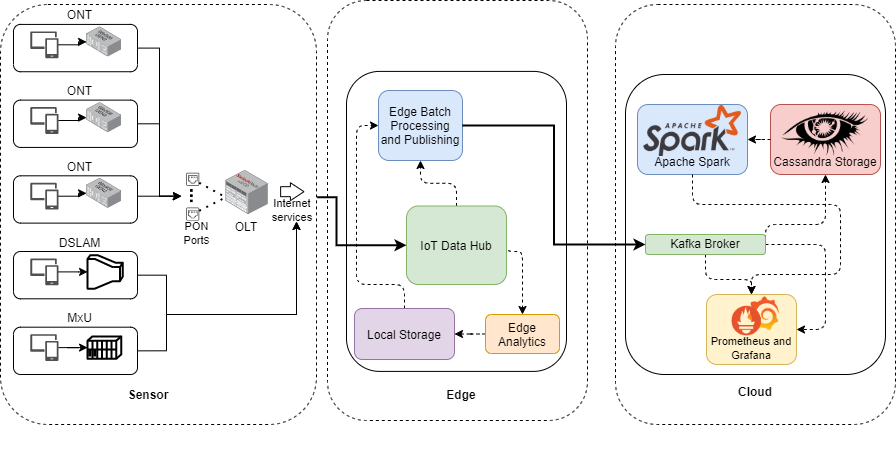 ONT
ONT
ONT
PON
Ports
OLT
Internet
services
DSLAM
MxU
Sensor
Edge Batch
Processing
and Publishing
IoT Data Hub
Local Storage
Edge
Analytics
Edge
APACHE
Spark
Apache Spark
Cassandra Storage
Kafka Broker
Prometheus and
Grafana
Cloud